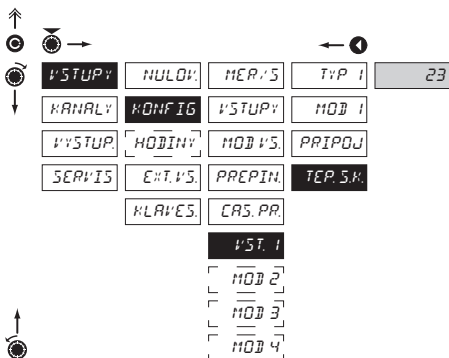 VSTUPY NULOV. MER/S TYP 1 23
KANALY KONFIG VSTUPY MOD 1
VYSTUP. HODINY MOD VS. PRIPOJ
SERVIS EXT.VS. PREPIN. TEP.S.K.
KLAVES. CAS.PR.
VST. 1
MOD 2
MOD 3
MOD 4